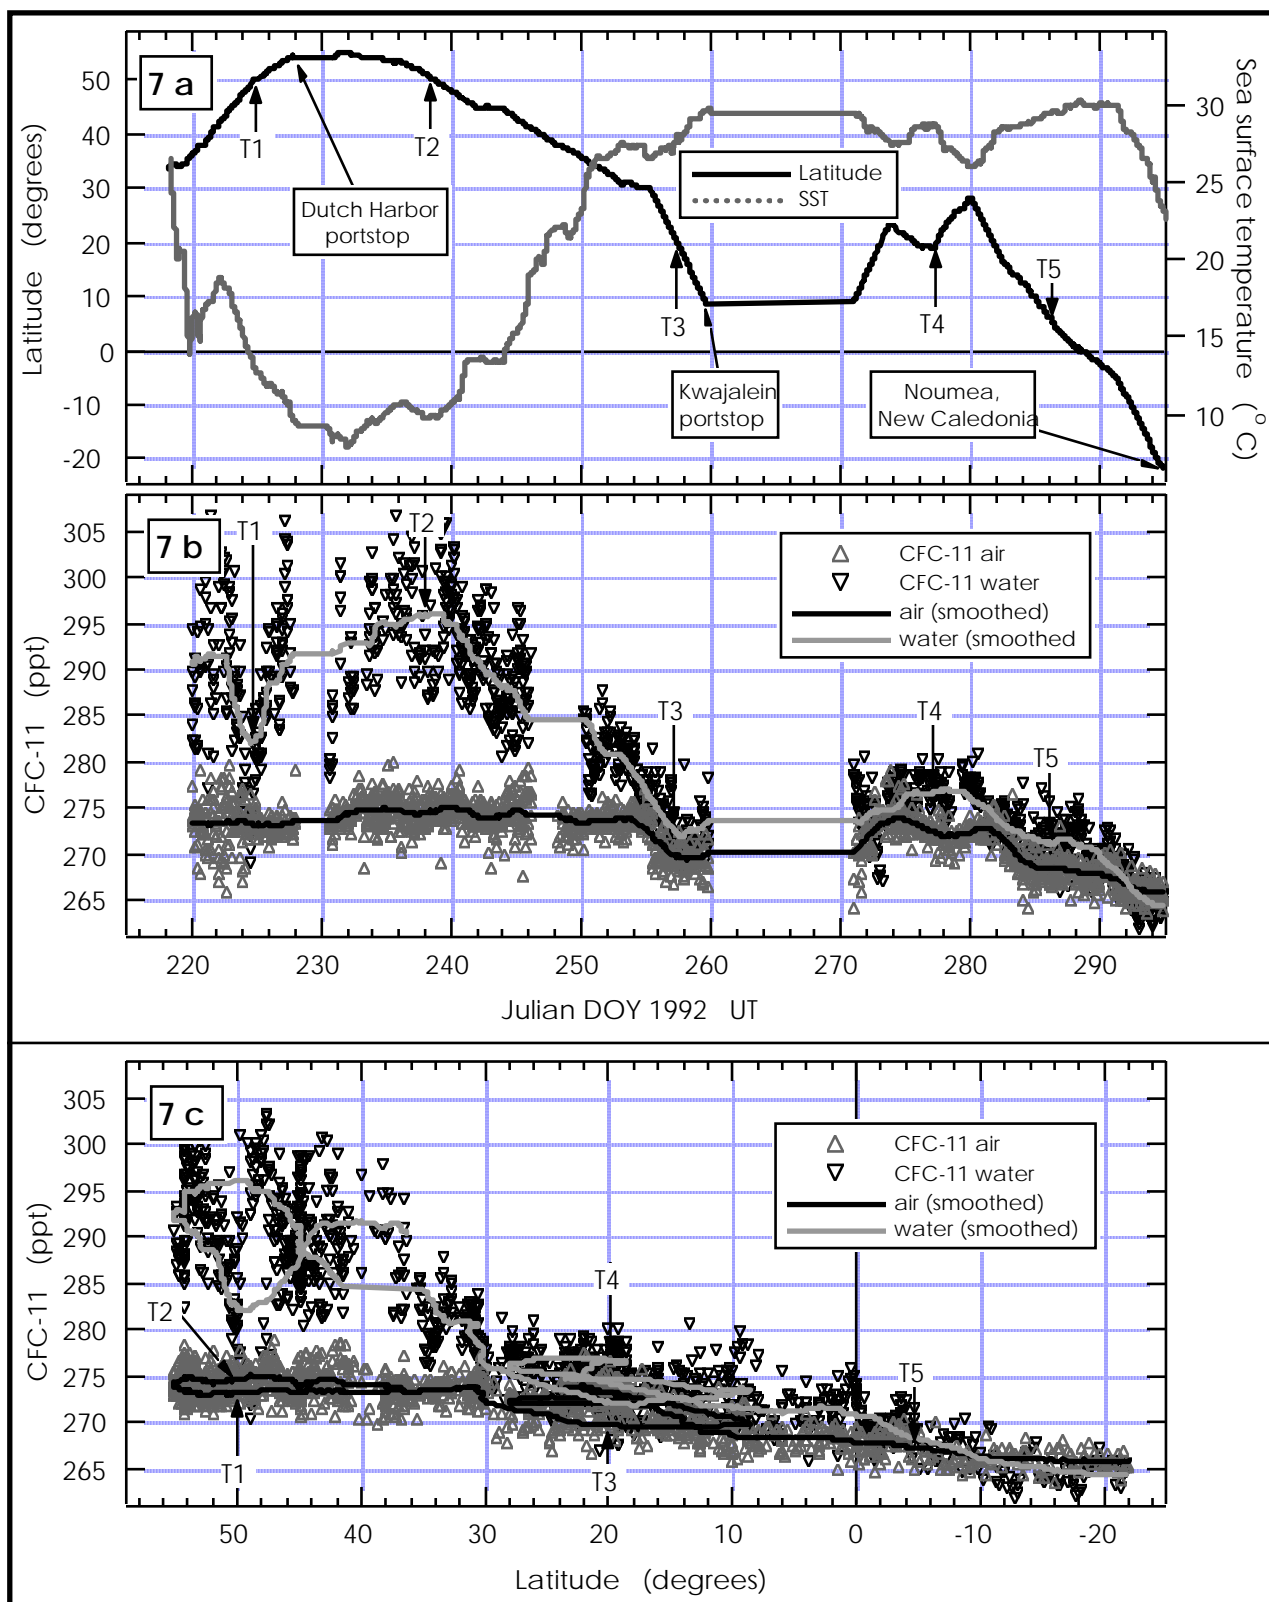 7 a
Latitude (degrees)
50
40
30
20
10
0
-10
-20
T1
T2
T3
T4
T5
Dutch Harbor
portstop
Latitude
SST
Kwajalein
portstop
Noumea,
New Caledonia
30
25
20
15
10
Sea surface temperature (°C)
7 b
CFC-11 (ppt)
305
300
295
290
285
280
275
270
265
T1
T2
T3
T4
T5
CFC-11 air
CFC-11 water
air (smoothed)
water (smoothed
220
230
240
250
260
270
280
290
Julian DOY 1992 UT
7 c
CFC-11 (ppt)
305
300
295
290
285
280
275
270
265
T2
T1
T4
T3
T5
CFC-11 air
CFC-11 water
air (smoothed)
water (smoothed)
50
40
30
20
10
0
-10
-20
Latitude (degrees)